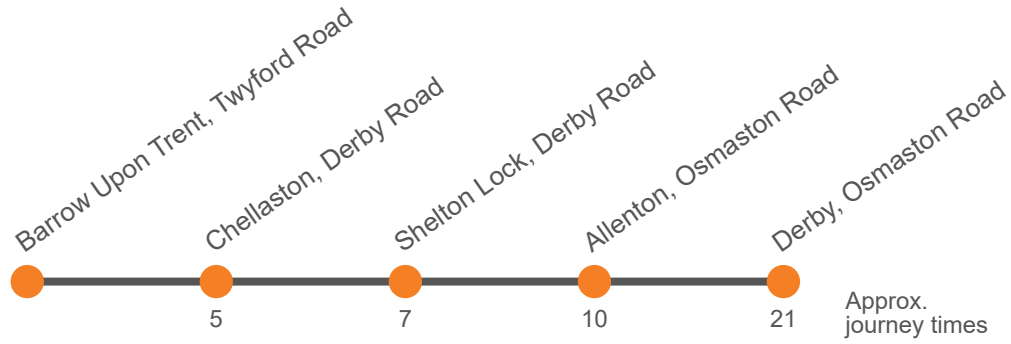 Barrow Upon Trent, Twyford Road
Chellaston, Derby Road
Shelton Lock, Derby Road
Allenton, Osmaston Road
Derby, Osmaston Road
5
7
10
21
Approx.
journey times